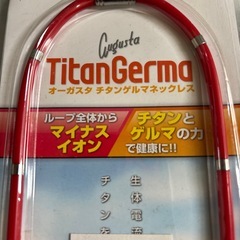 Augusta
TitanGerma
オーガスタ チタンゲルマネックレス
ループ全体から
マイナス
イオン
チタンと
ゲルマの力
で健康に!!
生体電流
チタンを